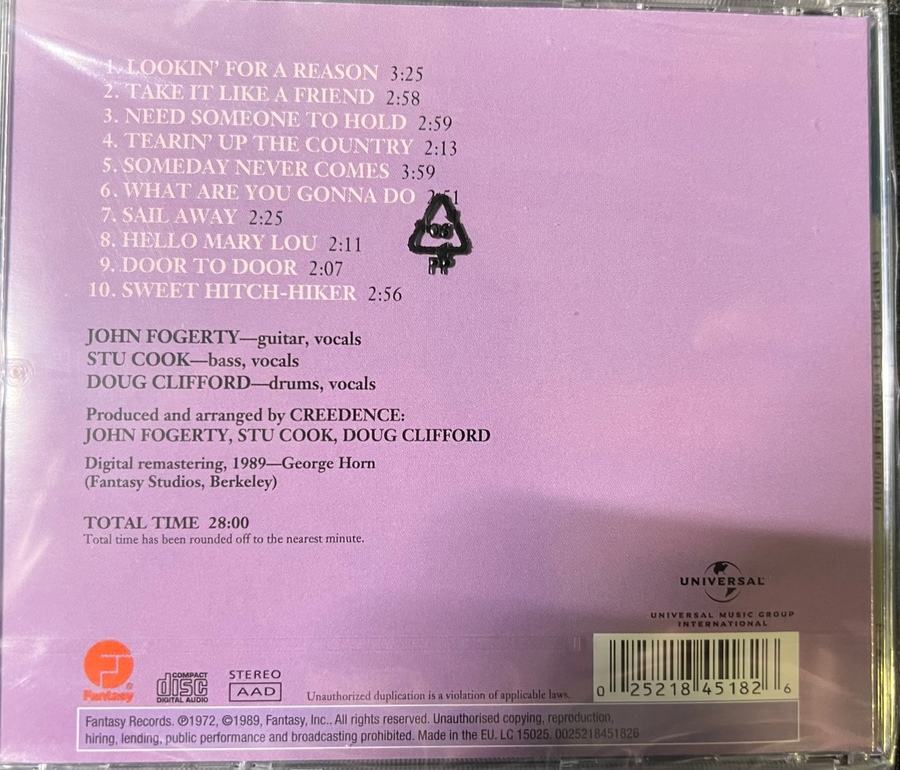 1. LOOKIN' FOR A REASON 3:25
2. TAKE IT LIKE A FRIEND 2:58
3. NEED SOMEONE TO HOLD 2:59
4. TEARIN' UP THE COUNTRY 2:13
5. SOMEDAY NEVER COMES 3:59
6. WHAT ARE YOU GONNA DO
7. SAIL AWAY 2:25
8. HELLO MARY LOU 2:11
9. DOOR TO DOOR 2:07
10. SWEET HITCH-HIKER 2:56
PP
JOHN FOGERTY—guitar, vocals
STU COOK—bass, vocals
DOUG CLIFFORD—drums, vocals
Produced and arranged by CREEDENCE:
JOHN FOGERTY, STU COOK, DOUG CLIFFORD
Digital remastering, 1989—George Horn
(Fantasy Studios, Berkeley)
TOTAL TIME 28:00
Total time has been rounded off to the nearest minute.
UNIVERSAL
UNIVERSAL MUSIC GROUP
INTERNATIONAL
Fantasy®
COMPACT
disc
DIGITAL AUDIO
STEREO
AAD
Unauthorized duplication is a violation of applicable laws.
0 25218 45182 6
Fantasy Records. ℗1972, ©1989, Fantasy, Inc.. All rights reserved. Unauthorised copying, reproduction,
hiring, lending, public performance and broadcasting prohibited. Made in the EU. LC 15025. 0025218451826